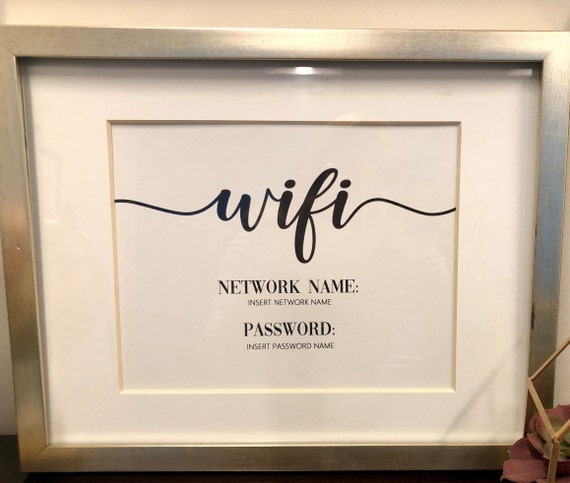 wifi
NETWORK NAME:
INSERT NETWORK NAME
PASSWORD:
INSERT PASSWORD NAME